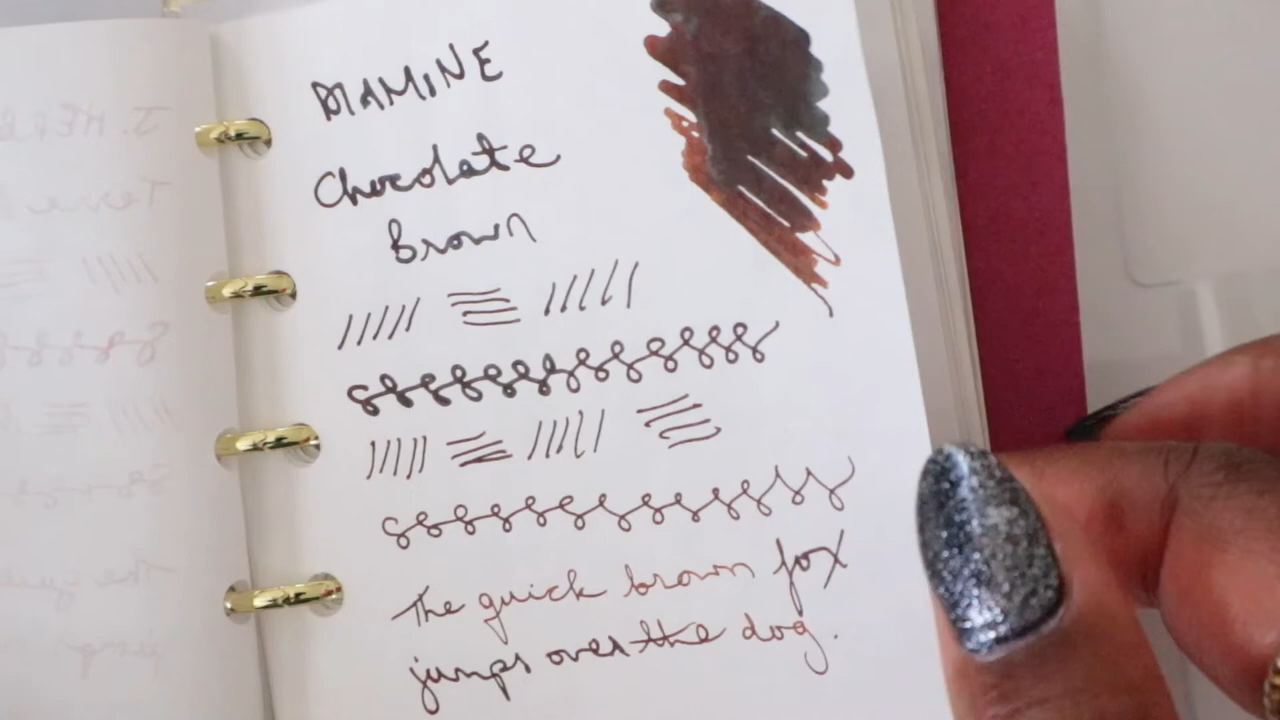 DIAMINE
Chocolate
Brown
The quick brown fox
jumps over the dog.